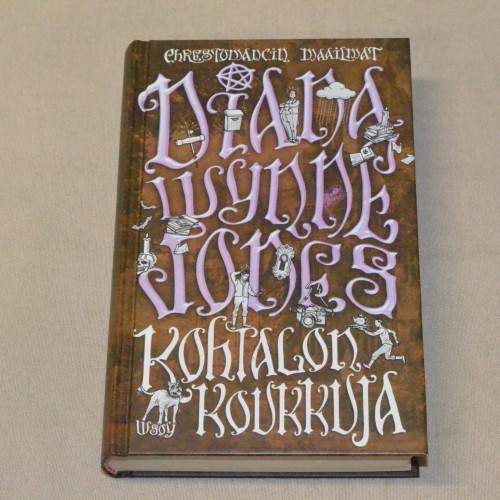 Chrestomancin maailmat
DIANA
WYNNE
JONES
KOHTALON
KOUKKUJA
WSOY